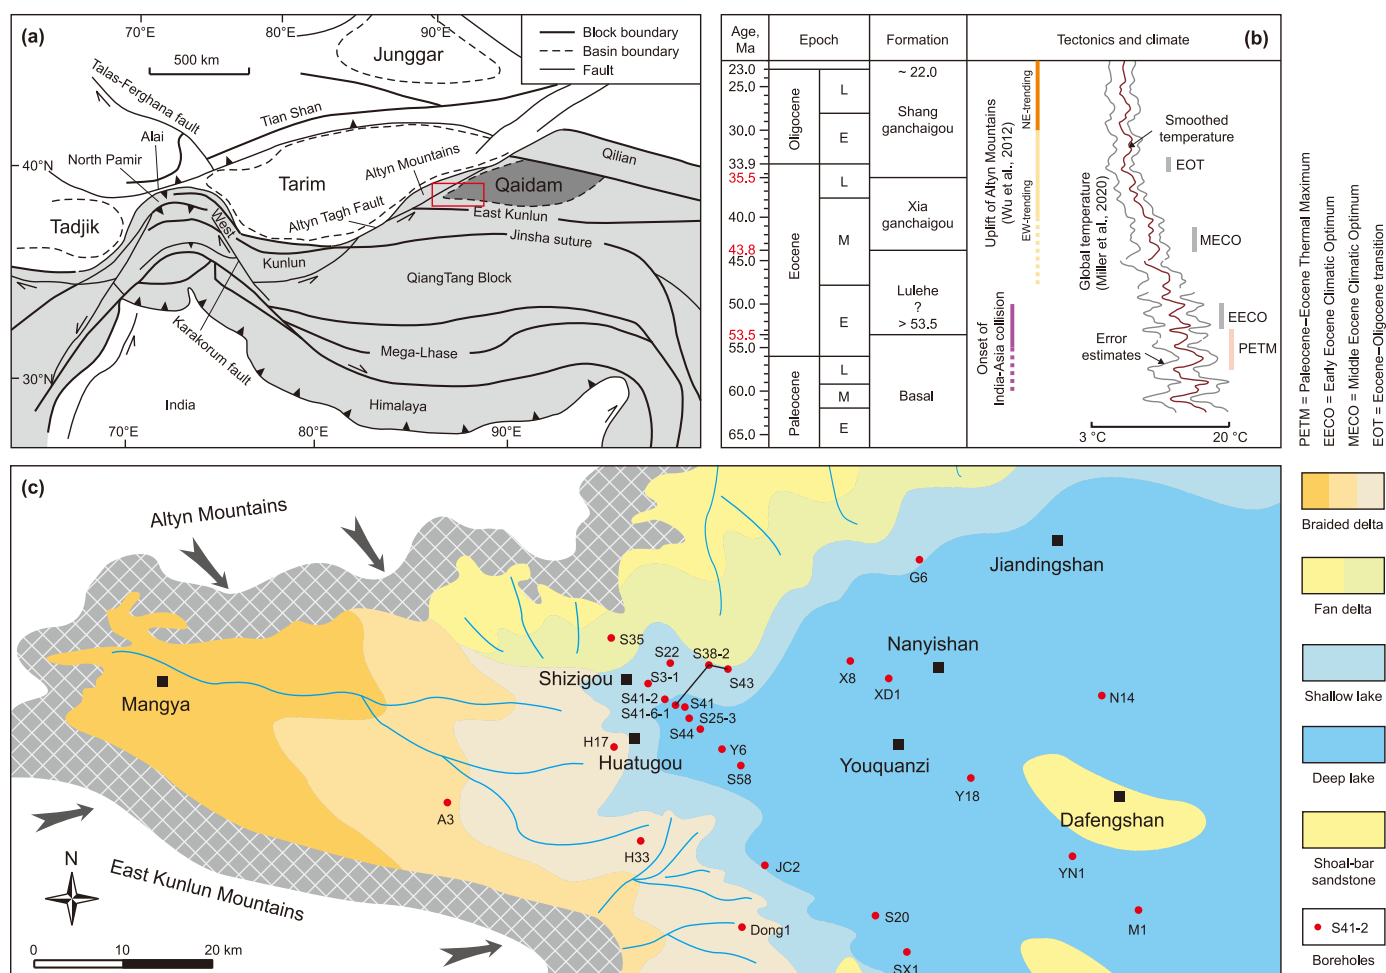 (a)
70°E
80°E
90°E
500 km
Junggar
Block boundary
Basin boundary
Fault
Talas-Ferghana fault
Tian Shan
Alai
North Pamir
40°N
Tarim
Altyn Mountains
Qilian
Qaidam
Tadjik
West
Altyn Tagh Fault
East Kunlun
Jinsha suture
Kunlun
QiangTang Block
Karakorum fault
Mega-Lhase
30°N
India
Himalaya
70°E
80°E
90°E
Age,
Ma
Epoch
Formation
Tectonics and climate
(b)
23.0
25.0
30.0
33.9
35.5
40.0
43.8
45.0
50.0
53.5
55.0
60.0
65.0
Oligocene
Eocene
Paleocene
L
E
L
M
E
L
M
E
~ 22.0
Shang
ganchaigou
Xia
ganchaigou
Lulehe
?
> 53.5
Basal
Uplift of Altyn Mountains
(Wu et al., 2012)
NE-trending
EW-trending
Onset of
India-Asia collision
Global temperature
(Miller et al., 2020)
Smoothed
temperature
Error
estimates
EOT
MECO
EECO
PETM
3 °C
20 °C
PETM = Paleocene–Eocene Thermal Maximum
EECO = Early Eocene Climatic Optimum
MECO = Middle Eocene Climatic Optimum
EOT = Eocene–Oligocene transition
(c)
Altyn Mountains
Jiandingshan
G6
S35
S22
S38-2
Nanyishan
Shizigou
S3-1
S43
X8
XD1
Mangya
S41-2
S41
N14
S41-6-1
S25-3
S44
H17
Y6
Huatugou
Youquanzi
S58
Y18
A3
Dafengshan
H33
JC2
YN1
East Kunlun Mountains
N
S20
M1
Dong1
SX1
0
10
20 km
Braided delta
Fan delta
Shallow lake
Deep lake
Shoal-bar
sandstone
S41-2
Boreholes